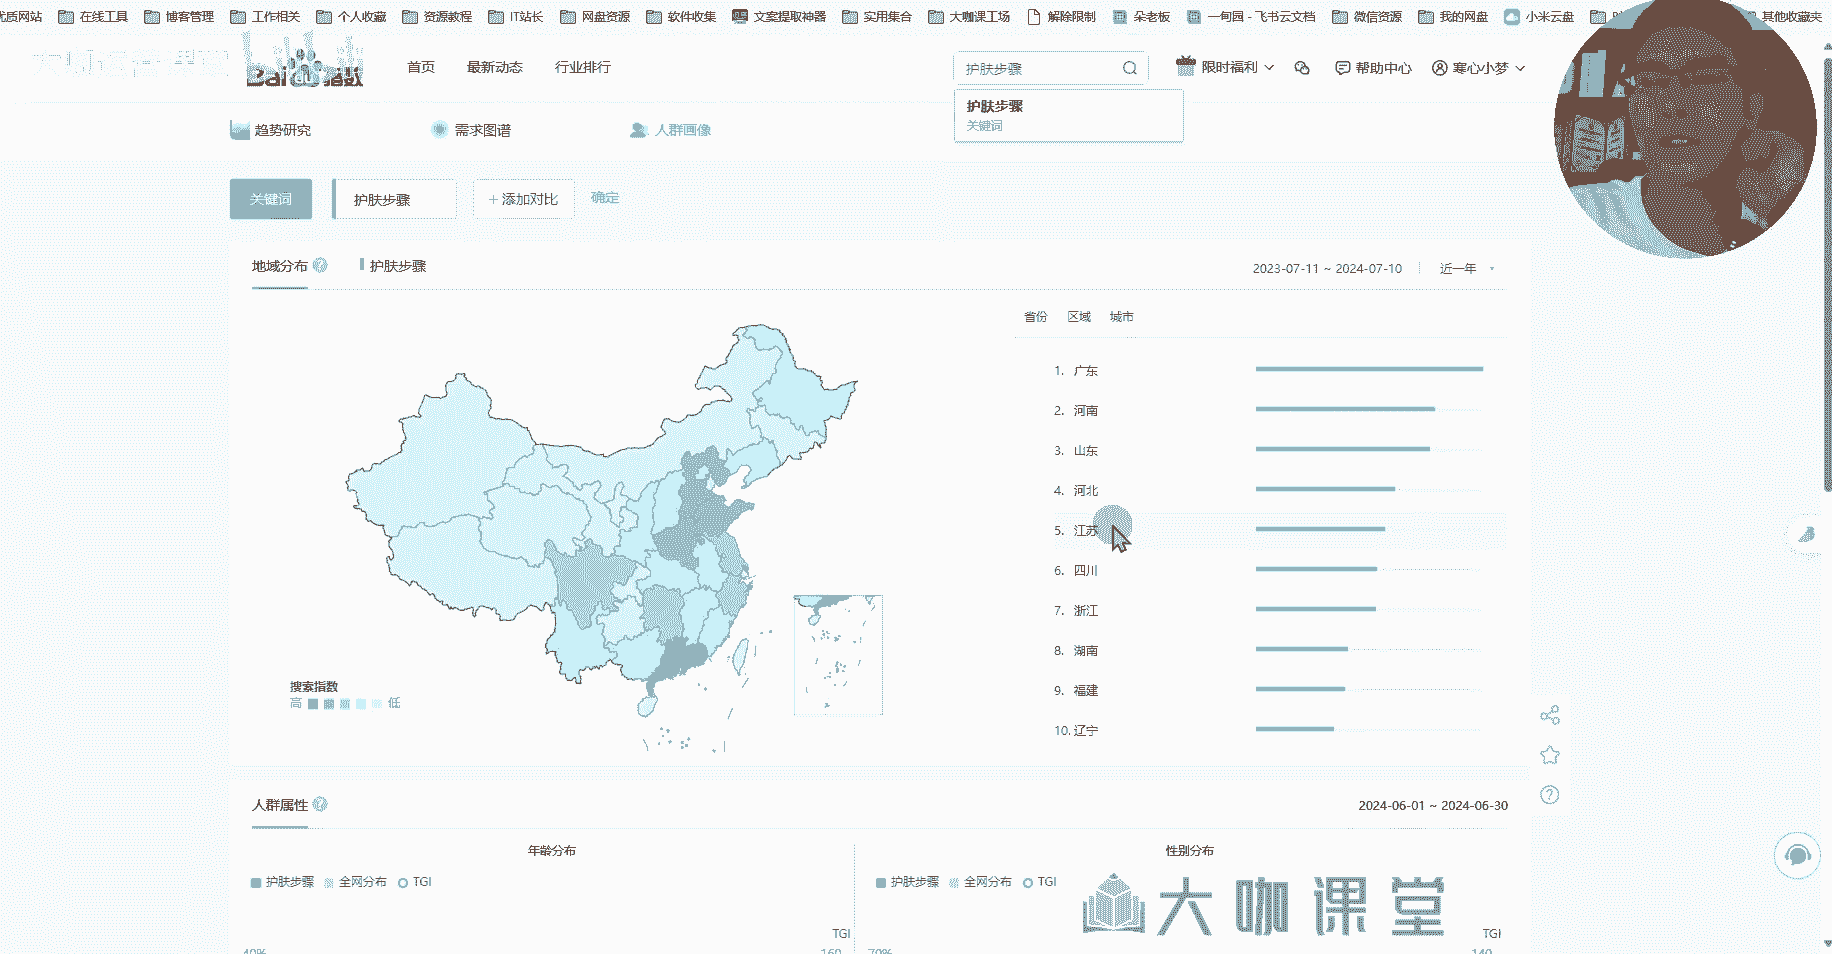 优质网站 在线工具 博客管理 工作相关 个人收藏 资源教程 IT站长 网盘资源 软件收集 文案提取神器 实用集合 大咖课工场 解除限制 朵老板 一甸园 - 飞书云文档 微信资源 我的网盘 小米云盘 其他收藏夹
Bai du 指数 首页 最新动态 行业排行 护肤步骤 限时福利 帮助中心 寒心小梦
护肤步骤
关键词
趋势研究 需求图谱 人群画像
关键词 护肤步骤 + 添加对比 确定
地域分布 护肤步骤 2023-07-11 ~ 2024-07-10 近一年
省份 区域 城市
1. 广东
2. 河南
3. 山东
4. 河北
5. 江苏
6. 四川
7. 浙江
8. 湖南
9. 福建
10. 辽宁
搜索指数
高 低
人群属性 2024-06-01 ~ 2024-06-30
年龄分布 性别分布
护肤步骤 全网分布 TGI 护肤步骤 全网分布 TGI
大咖课堂
TGI TGI
40% 160 70% 140